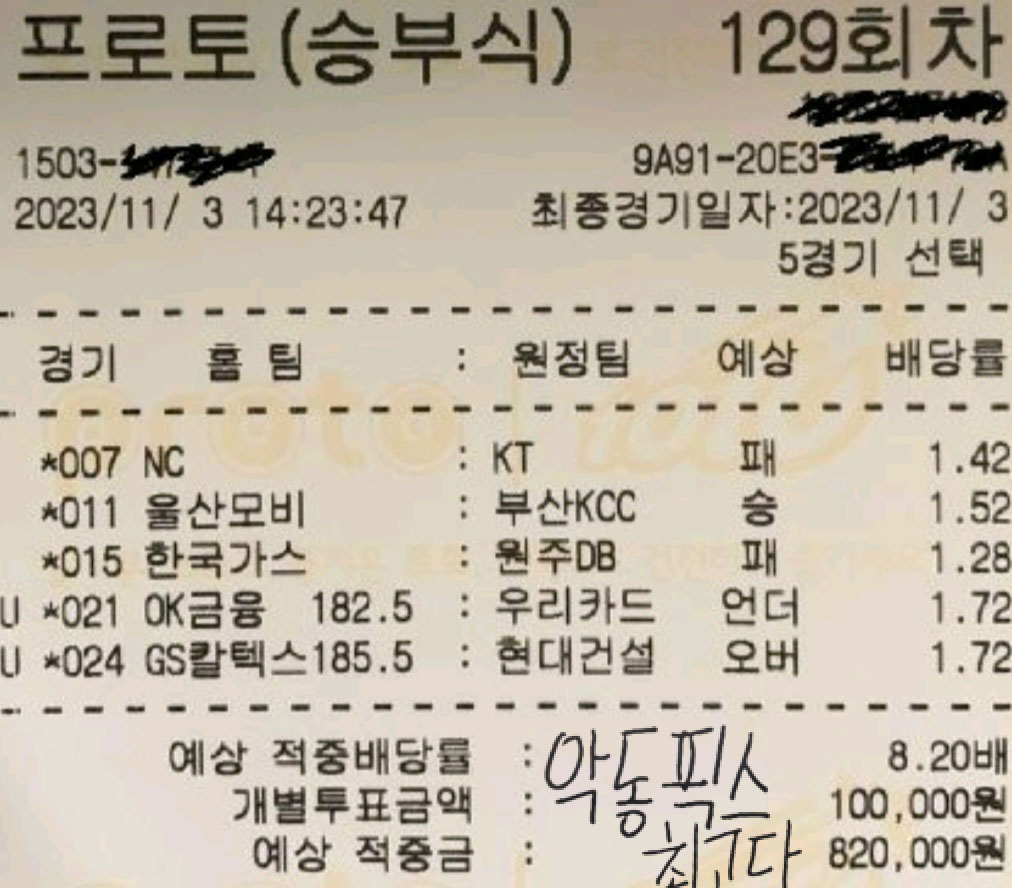 프로토(승부식) 129회차
1503-
9A91-20E3-
2023/11/ 3 14:23:47 최종경기일자:2023/11/ 3
5경기 선택
경기 홈 팀 : 원정팀 예상 배당률
*007 NC : KT 패 1.42
*011 울산모비 : 부산KCC 승 1.52
*015 한국가스 : 원주DB 패 1.28
U *021 OK금융 182.5 : 우리카드 언더 1.72
U *024 GS칼텍스185.5 : 현대건설 오버 1.72
예상 적중배당률 : 8.20배
개별투표금액 : 100,000원
예상 적중금 : 820,000원
악동픽스
최고다